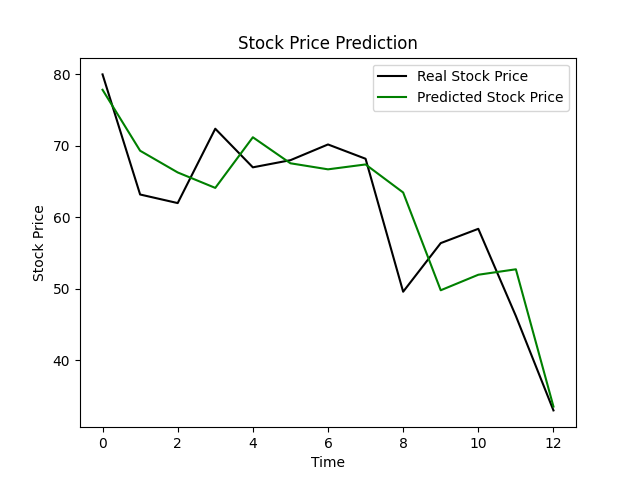 Stock Price Prediction
Real Stock Price
Predicted Stock Price
80
70
60
50
40
Stock Price
0 2 4 6 8 10 12
Time